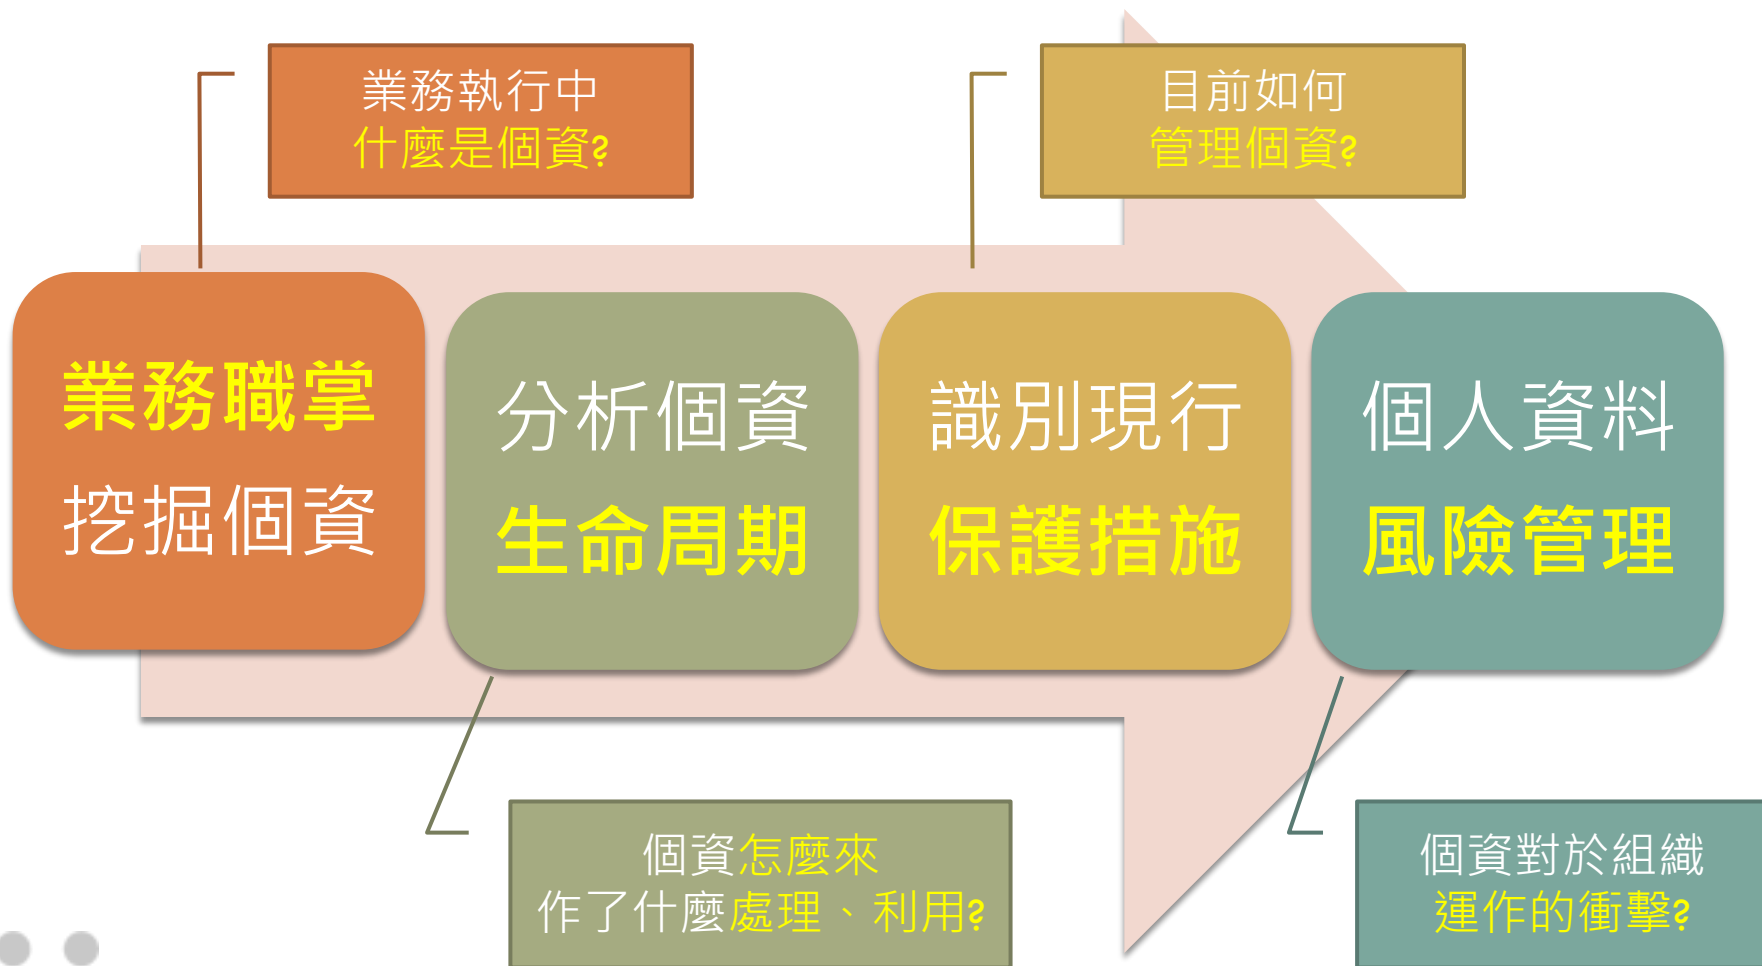 業務執行中
什麼是個資?
目前如何
管理個資?
業務職掌
挖掘個資
分析個資
生命周期
識別現行
保護措施
個人資料
風險管理
個資怎麼來
作了什麼處理、利用?
個資對於組織
運作的衝擊?